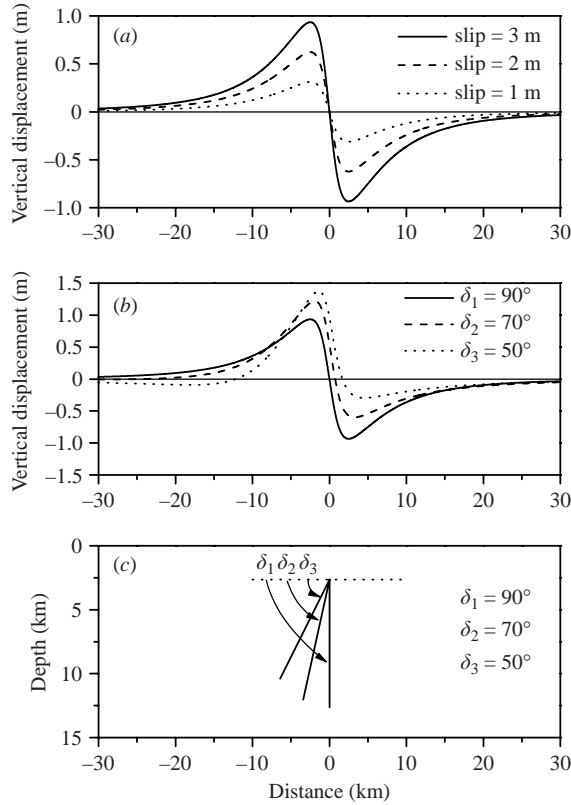 Vertical displacement (m)
1.0
0.5
0
−0.5
−1.0
(a)
slip = 3 m
slip = 2 m
slip = 1 m
−30 −20 −10 0 10 20 30
Vertical displacement (m)
1.5
1.0
0.5
0
−0.5
−1.0
−1.5
(b)
δ₁ = 90°
δ₂ = 70°
δ₃ = 50°
−30 −20 −10 0 10 20 30
Depth (km)
0
5
10
15
(c)
δ₁ δ₂ δ₃
δ₁ = 90°
δ₂ = 70°
δ₃ = 50°
−30 −20 −10 0 10 20 30
Distance (km)